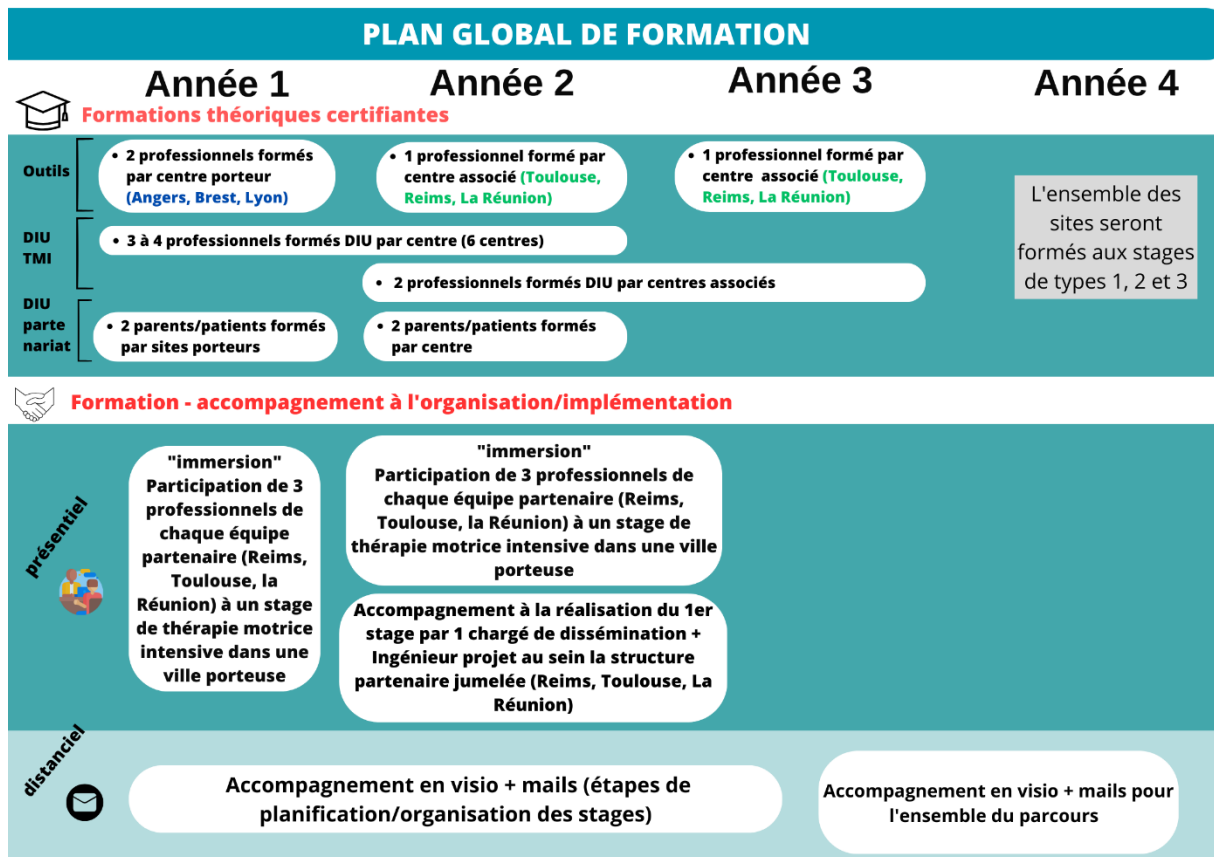 PLAN GLOBAL DE FORMATION
Année 1
Année 2
Année 3
Année 4
Formations théoriques certifiantes
Outils
• 2 professionnels formés
par centre porteur
(Angers, Brest, Lyon)
• 1 professionnel formé par
centre associé (Toulouse,
Reims, La Réunion)
• 1 professionnel formé par
centre associé (Toulouse,
Reims, La Réunion)
L'ensemble des
sites seront
formés aux stages
de types 1, 2 et 3
DIU
TMI
• 3 à 4 professionnels formés DIU par centre (6 centres)
• 2 professionnels formés DIU par centres associés
DIU
parte
nariat
• 2 parents/patients formés
par sites porteurs
• 2 parents/patients formés
par centre
Formation - accompagnement à l'organisation/implémentation
présentiel
"immersion"
Participation de 3
professionnels de
chaque équipe
partenaire (Reims,
Toulouse, la
Réunion) à un stage
de thérapie motrice
intensive dans une
ville porteuse
"immersion"
Participation de 3 professionnels de
chaque équipe partenaire (Reims,
Toulouse, la Réunion) à un stage de
thérapie motrice intensive dans une ville
porteuse
Accompagnement à la réalisation du 1er
stage par 1 chargé de dissémination +
Ingénieur projet au sein la structure
partenaire jumelée (Reims, Toulouse, La
Réunion)
distanciel
Accompagnement en visio + mails (étapes de
planification/organisation des stages)
Accompagnement en visio + mails pour
l'ensemble du parcours